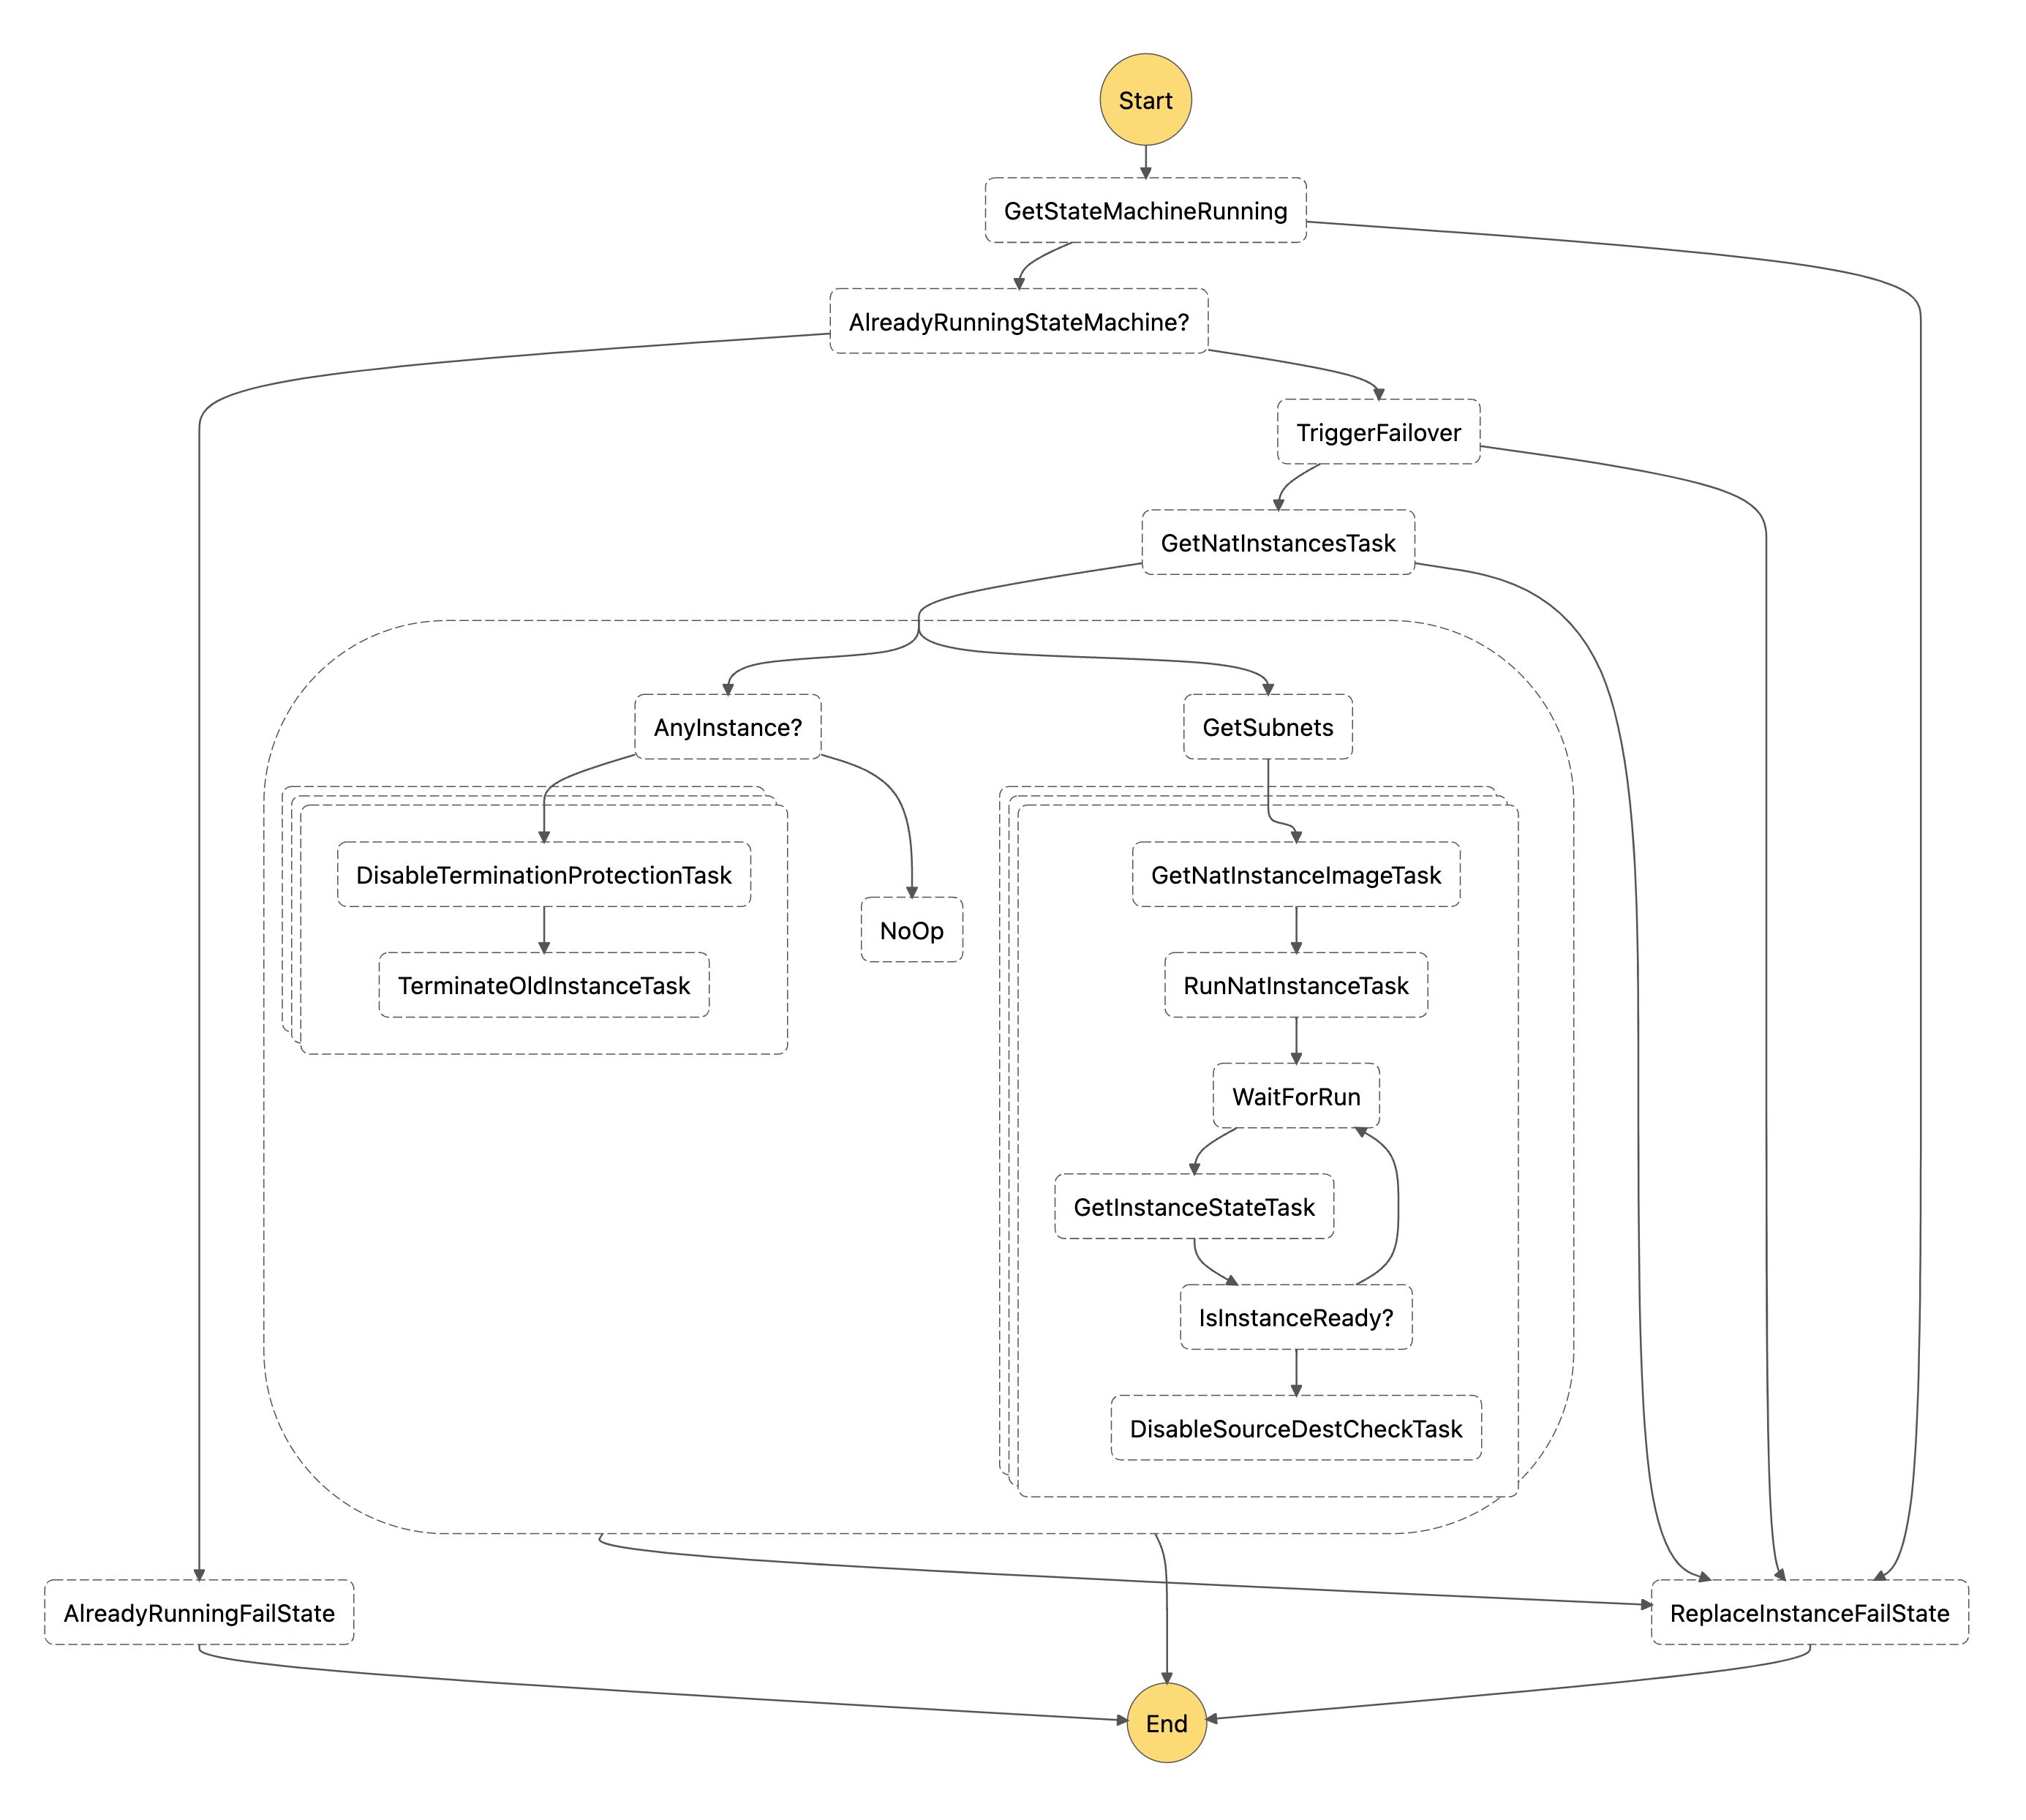 Start
GetStateMachineRunning
AlreadyRunningStateMachine?
TriggerFailover
GetNatInstancesTask
AnyInstance?
GetSubnets
DisableTerminationProtectionTask
GetNatInstanceImageTask
NoOp
TerminateOldInstanceTask
RunNatInstanceTask
WaitForRun
GetInstanceStateTask
IsInstanceReady?
DisableSourceDestCheckTask
AlreadyRunningFailState
ReplaceInstanceFailState
End